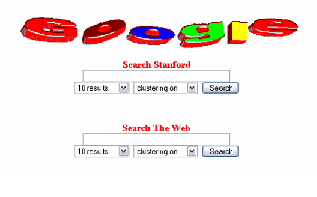 Google
Search Stanford
10 results clustering on Search
Search The Web
10 results clustering on Search